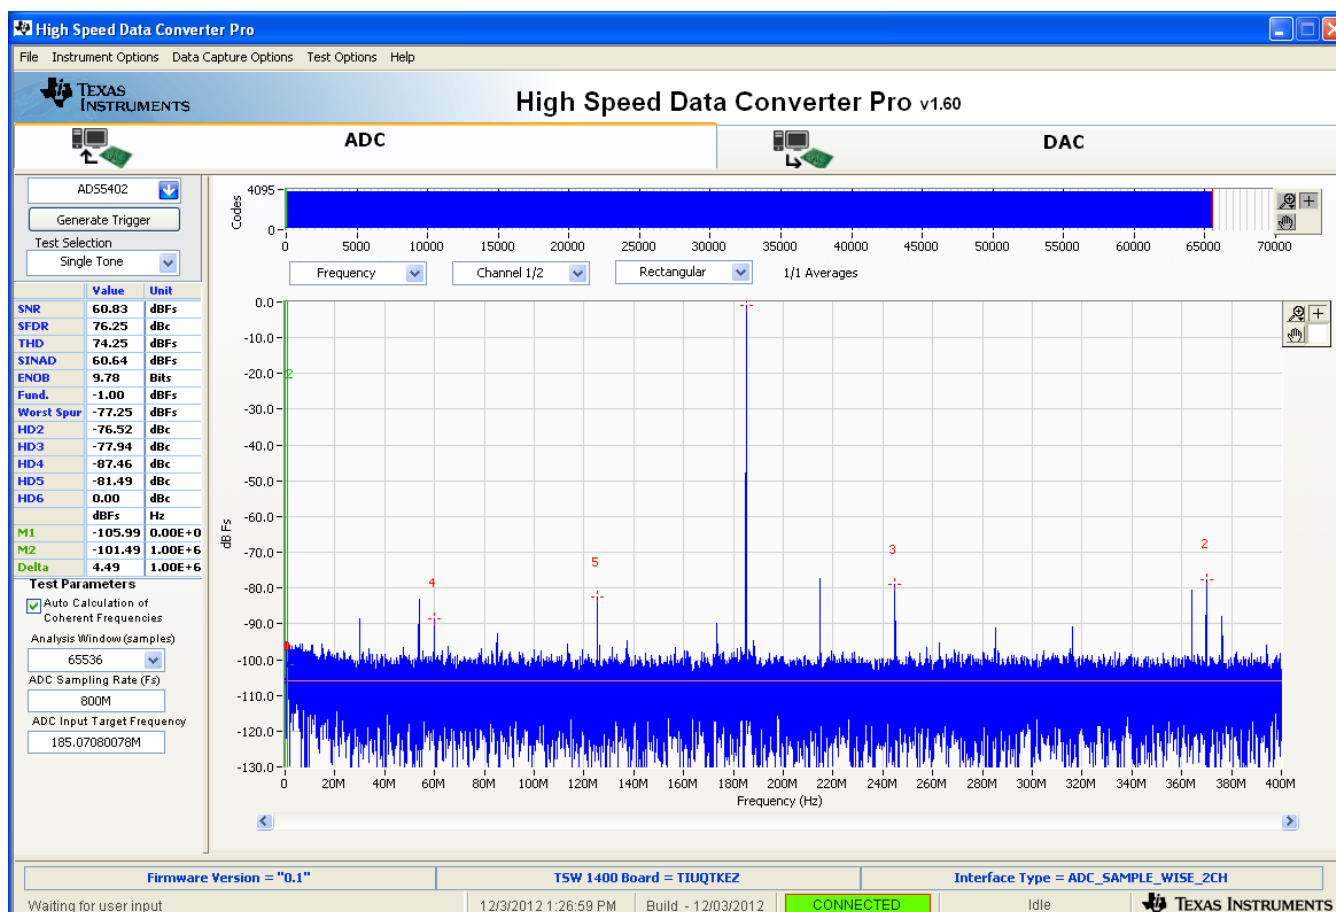 High Speed Data Converter Pro
File Instrument Options Data Capture Options Test Options Help
TEXAS INSTRUMENTS
High Speed Data Converter Pro v1.60
ADC
DAC
ADS5402
Generate Trigger
Test Selection
Single Tone
Value Unit
SNR 60.83 dBFs
SFDR 76.25 dBc
THD 74.25 dBFs
SINAD 60.64 dBFs
ENOB 9.78 Bits
Fund. -1.00 dBFs
Worst Spur -77.25 dBFs
HD2 -76.52 dBc
HD3 -77.94 dBc
HD4 -87.46 dBc
HD5 -81.49 dBc
HD6 0.00 dBc
dBFs Hz
M1 -105.99 0.00E+0
M2 -101.49 1.00E+6
Delta 4.49 1.00E+6
Test Parameters
Auto Calculation of
Coherent Frequencies
Analysis Window (samples)
65536
ADC Sampling Rate (Fs)
800M
ADC Input Target Frequency
185.07080078M
Codes
4095
0
0 5000 10000 15000 20000 25000 30000 35000 40000 45000 50000 55000 60000 65000 70000
Frequency Channel 1/2 Rectangular 1/1 Averages
dBFs
0.0
-10.0
-20.0
-30.0
-40.0
-50.0
-60.0
-70.0
-80.0
-90.0
-100.0
-110.0
-120.0
-130.0
2
4
5
3
2
0 20M 40M 60M 80M 100M 120M 140M 160M 180M 200M 220M 240M 260M 280M 300M 320M 340M 360M 380M 400M
Frequency (Hz)
Firmware Version = "0.1" TSW 1400 Board = TIUQTKEZ Interface Type = ADC_SAMPLE_WISE_2CH
Waiting for user input 12/3/2012 1:26:59 PM Build - 12/03/2012 CONNECTED Idle TEXAS INSTRUMENTS